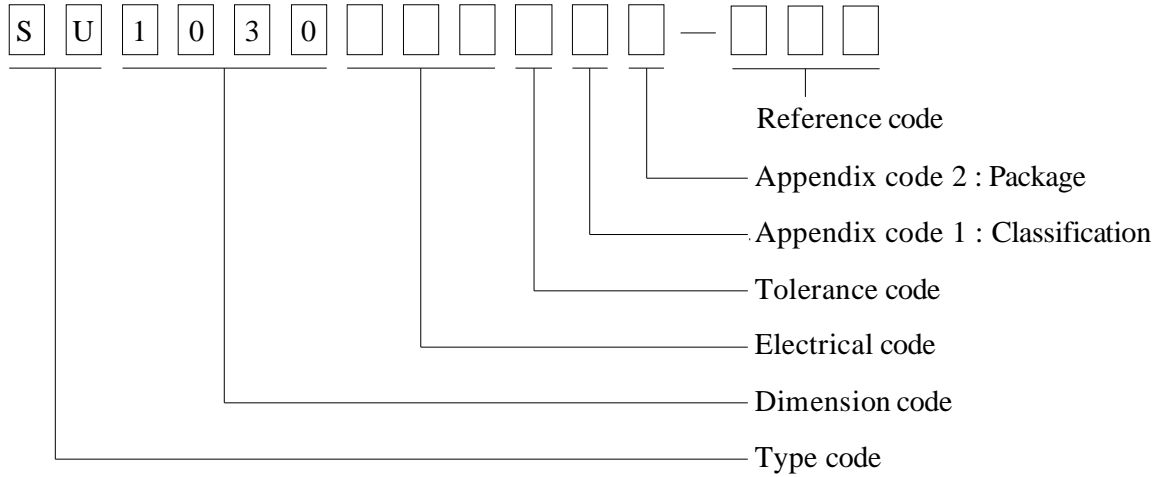 S U 1 0 3 0 —
Reference code
Appendix code 2 : Package
Appendix code 1 : Classification
Tolerance code
Electrical code
Dimension code
Type code